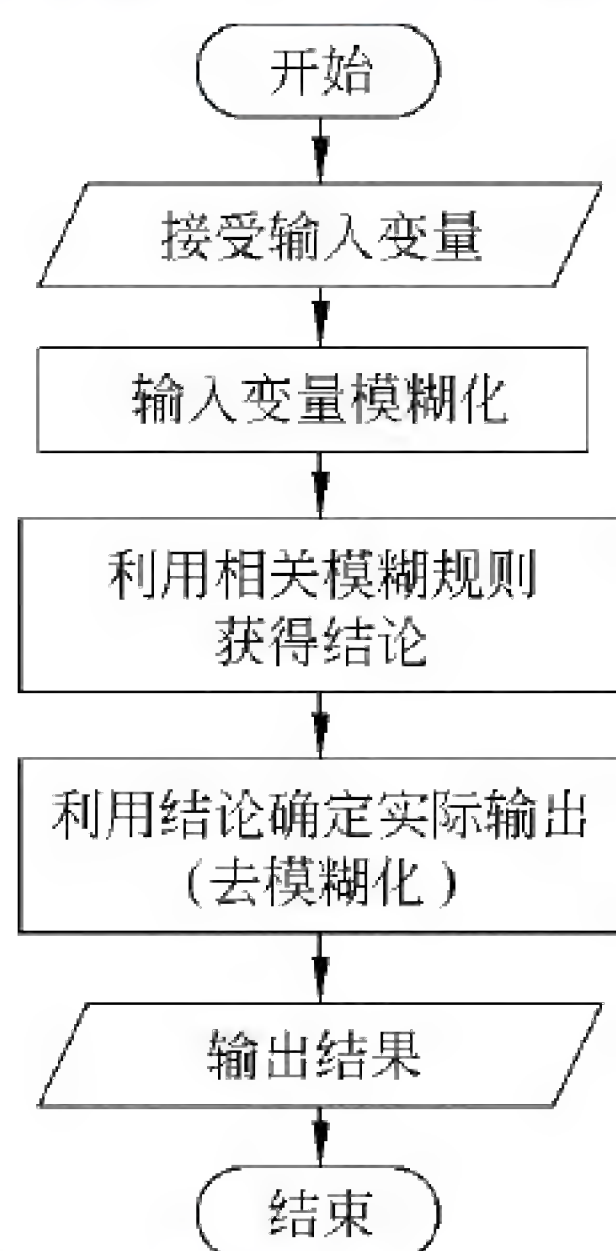 开始
接受输入变量
输入变量模糊化
利用相关模糊规则
获得结论
利用结论确定实际输出
(去模糊化)
输出结果
结束